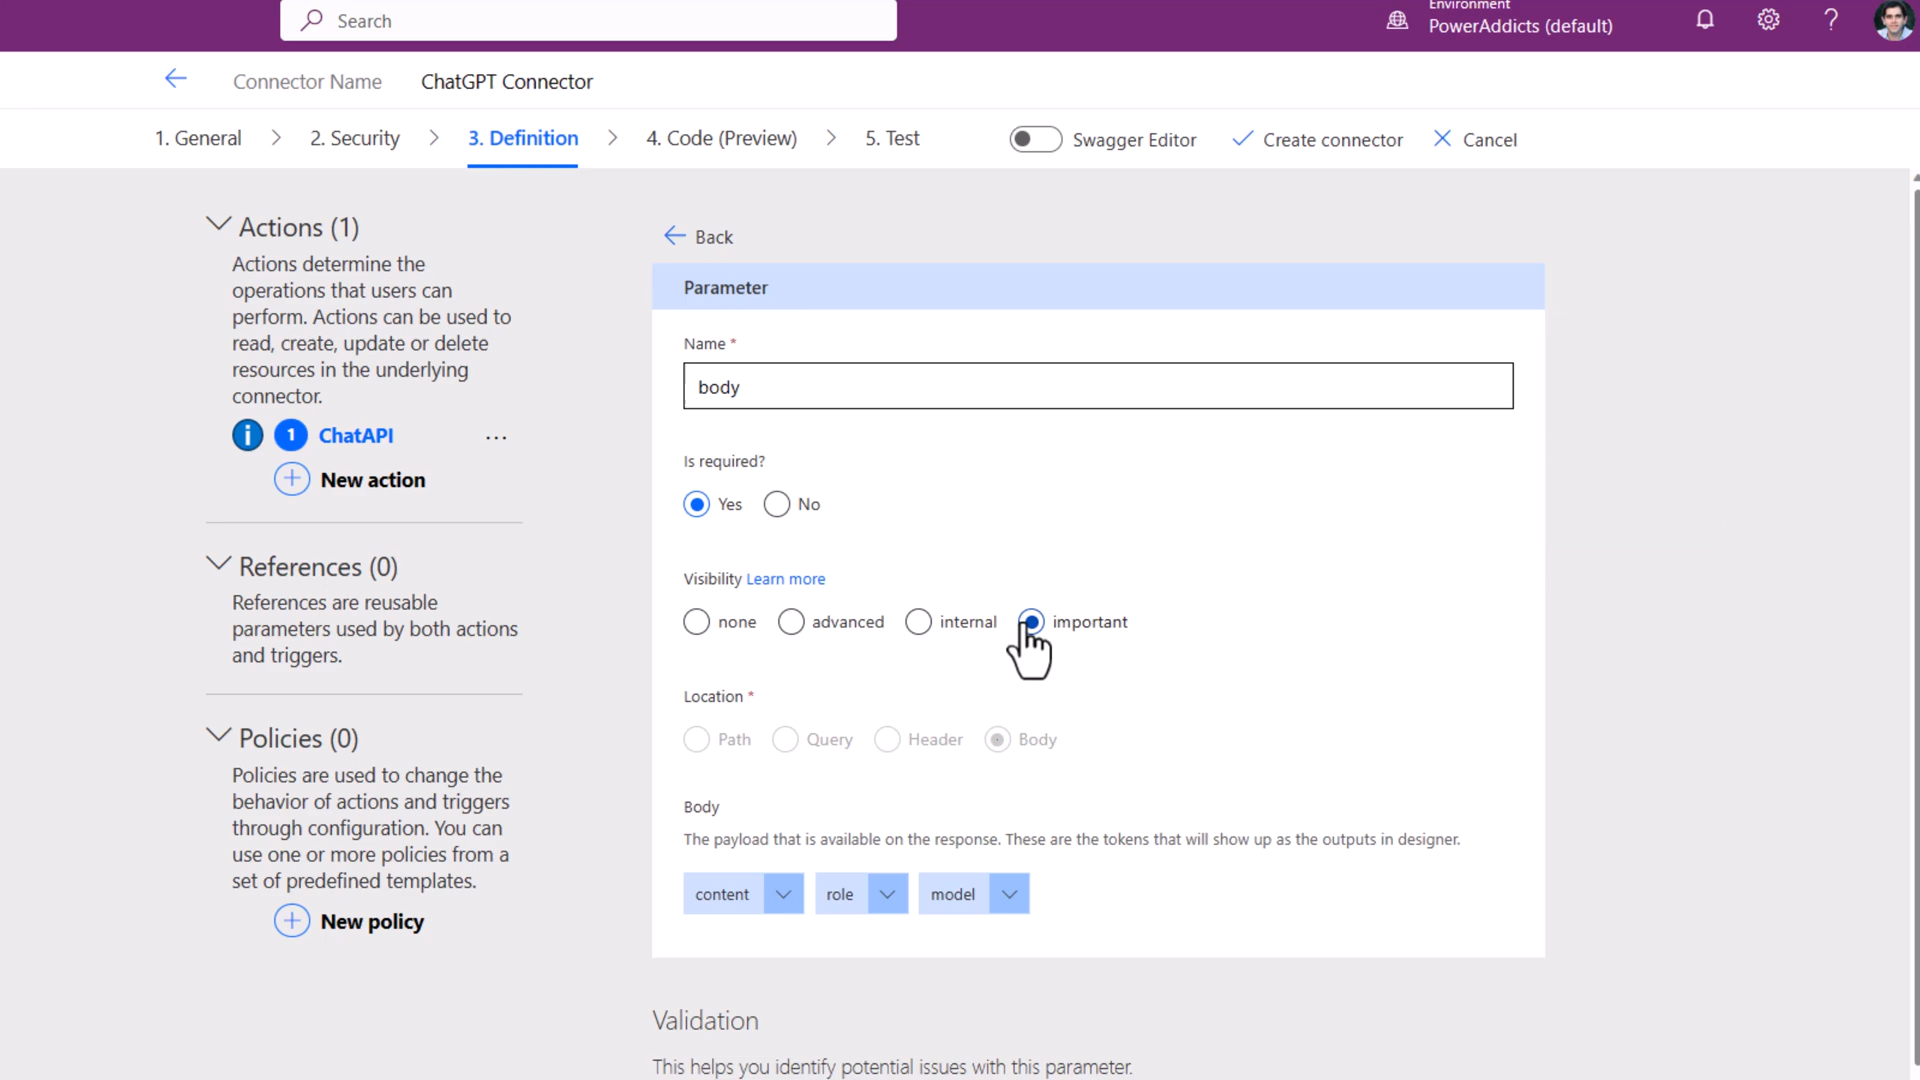 Search
Environment
PowerAddicts (default)
Connector Name
ChatGPT Connector
1. General
2. Security
3. Definition
4. Code (Preview)
5. Test
Swagger Editor
Create connector
Cancel
Actions (1)
Actions determine the
operations that users can
perform. Actions can be used to
read, create, update or delete
resources in the underlying
connector.
1 ChatAPI ...
New action
References (0)
References are reusable
parameters used by both actions
and triggers.
Policies (0)
Policies are used to change the
behavior of actions and triggers
through configuration. You can
use one or more policies from a
set of predefined templates.
New policy
Back
Parameter
Name *
body
Is required?
Yes No
Visibility Learn more
none advanced internal important
Location *
Path Query Header Body
Body
The payload that is available on the response. These are the tokens that will show up as the outputs in designer.
content role model
Validation
This helps you identify potential issues with this parameter.